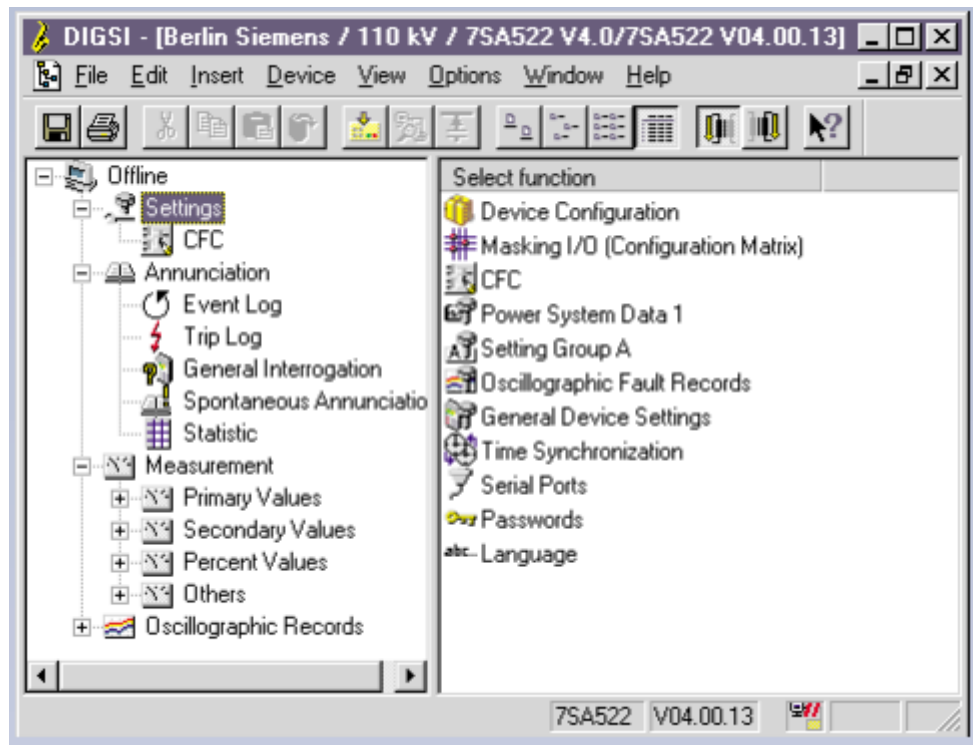 DIGSI - [Berlin Siemens / 110 kV / 7SA522 V4.0/7SA522 V04.00.13]
File Edit Insert Device View Options Window Help
Offline
Settings
CFC
Annunciation
Event Log
Trip Log
General Interrogation
Spontaneous Annunciatio
Statistic
Measurement
Primary Values
Secondary Values
Percent Values
Others
Oscillographic Records
Select function
Device Configuration
Masking I/O (Configuration Matrix)
CFC
Power System Data 1
Setting Group A
Oscillographic Fault Records
General Device Settings
Time Synchronization
Serial Ports
Passwords
abc Language
7SA522 V04.00.13